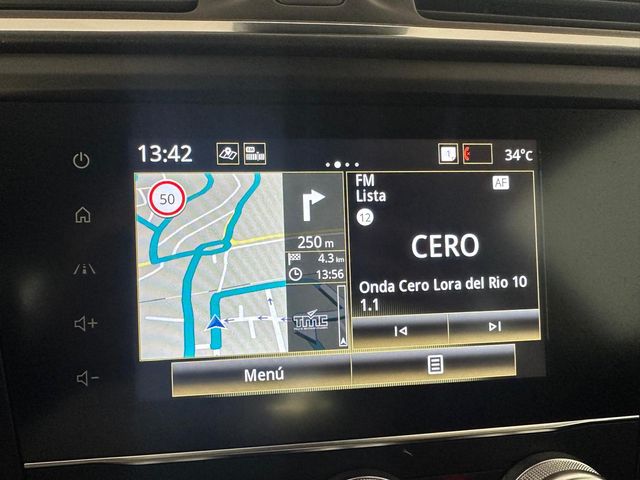 13:42
1
34°C
50
250 m
4.3 km
13:56
TMC
FM
AF
Lista
12
CERO
Onda Cero Lora del Rio 10
1.1
Menú